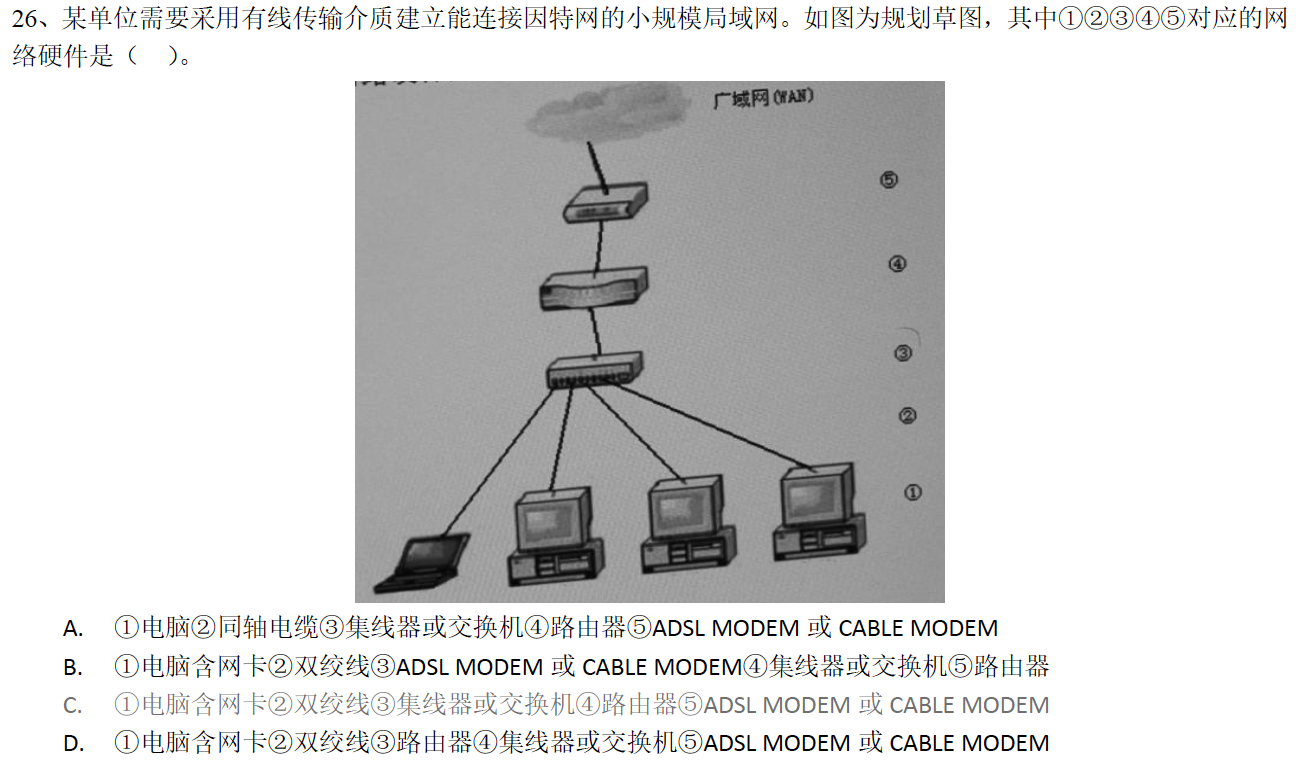 26、某单位需要采用有线传输介质建立能连接因特网的小规模局域网。如图为规划草图，其中①②③④⑤对应的网
络硬件是（　）。
广域网(WAN)
⑤
④
③
②
①
A. ①电脑②同轴电缆③集线器或交换机④路由器⑤ADSL MODEM 或 CABLE MODEM
B. ①电脑含网卡②双绞线③ADSL MODEM 或 CABLE MODEM④集线器或交换机⑤路由器
C. ①电脑含网卡②双绞线③集线器或交换机④路由器⑤ADSL MODEM 或 CABLE MODEM
D. ①电脑含网卡②双绞线③路由器④集线器或交换机⑤ADSL MODEM 或 CABLE MODEM